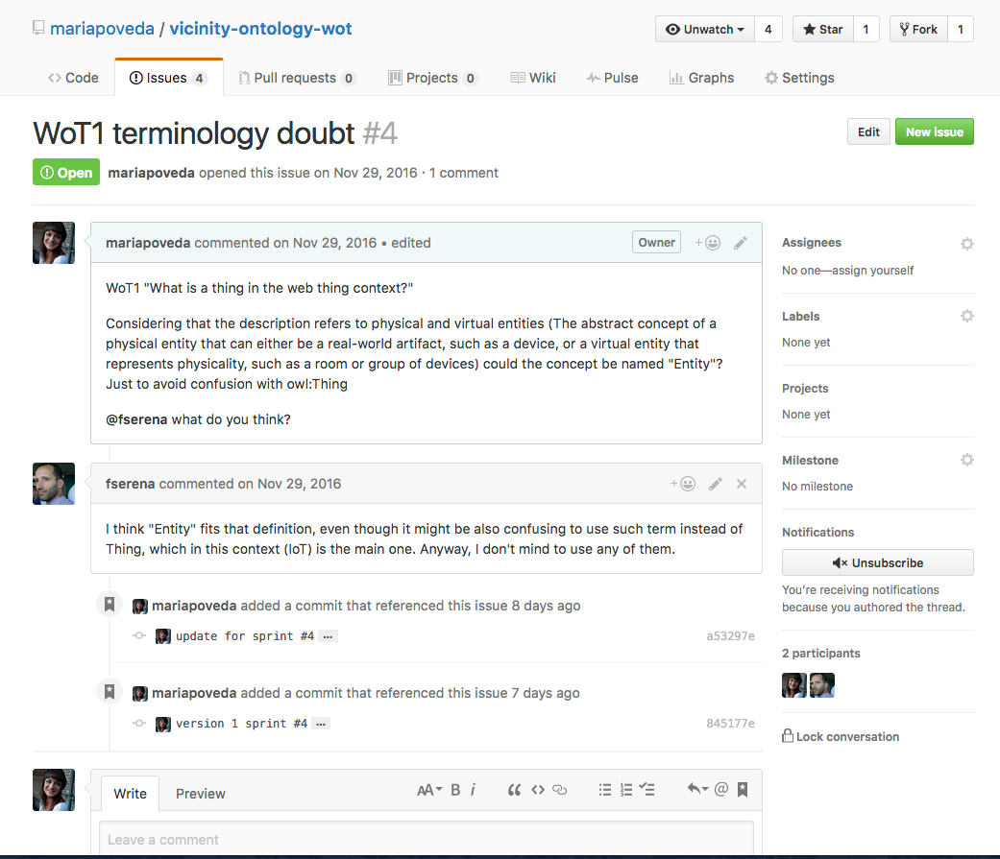 mariapoveda / vicinity-ontology-wot
Unwatch 4 Star 1 Fork 1
Code Issues 4 Pull requests 0 Projects 0 Wiki Pulse Graphs Settings
WoT1 terminology doubt #4
Edit New issue
Open mariapoveda opened this issue on Nov 29, 2016 · 1 comment
mariapoveda commented on Nov 29, 2016 • edited
Owner
WoT1 "What is a thing in the web thing context?"
Considering that the description refers to physical and virtual entities (The abstract concept of a
physical entity that can either be a real-world artifact, such as a device, or a virtual entity that
represents physicality, such as a room or group of devices) could the concept be named "Entity"?
Just to avoid confusion with owl:Thing
@fserena what do you think?
fserena commented on Nov 29, 2016
I think "Entity" fits that definition, even though it might be also confusing to use such term instead of
Thing, which in this context (IoT) is the main one. Anyway, I don't mind to use any of them.
mariapoveda added a commit that referenced this issue 8 days ago
update for sprint #4 …
a53297e
mariapoveda added a commit that referenced this issue 7 days ago
version 1 sprint #4 …
845177e
Write Preview
AA B i
Leave a comment
Assignees
No one—assign yourself
Labels
None yet
Projects
None yet
Milestone
No milestone
Notifications
Unsubscribe
You're receiving notifications
because you authored the thread.
2 participants
Lock conversation